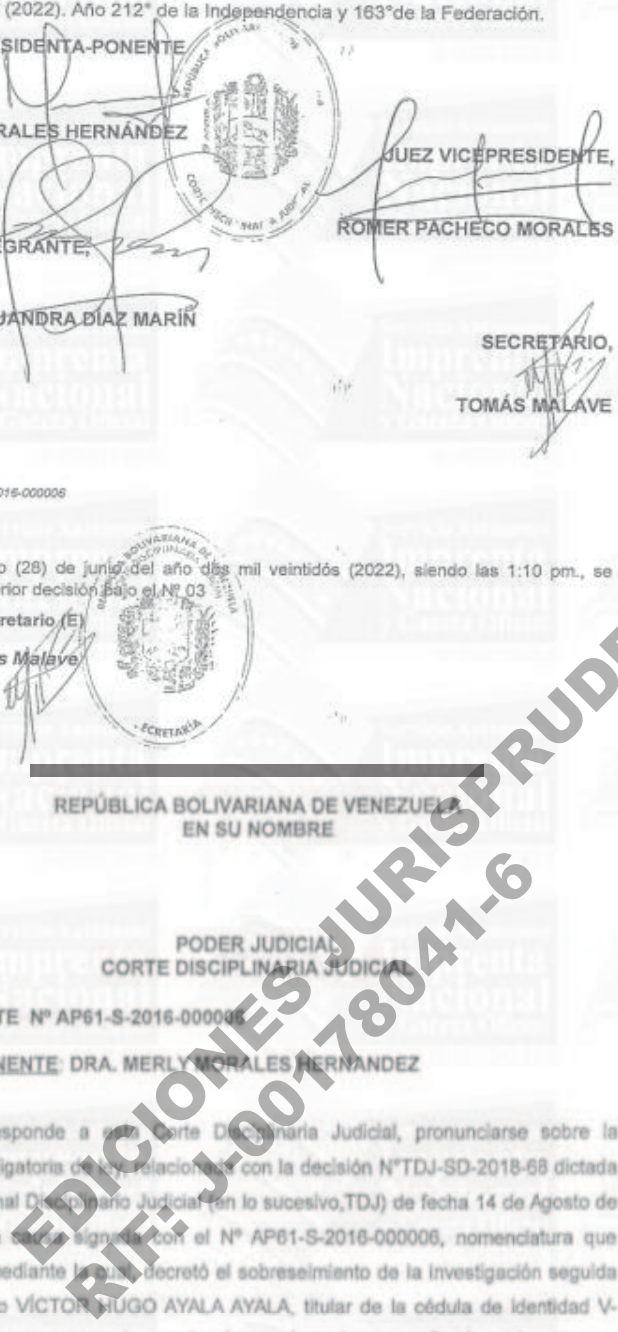 (2022). Año 212° de la Independencia y 163°de la Federación.
SIDENTA-PONENTE
RALES HERNÁNDEZ
JUEZ VICEPRESIDENTE,
ROMER PACHECO MORALES
EGRANTE,
JANDRA DÍAZ MARÍN
SECRETARIO,
TOMÁS MALAVE
016-000006
o (28) de junio del año dos mil veintidós (2022), siendo las 1:10 pm., se
rior decisión bajo el Nº 03
retario (E)
s Malave
SECRETARÍA
REPÚBLICA BOLIVARIANA DE VENEZUELA
EN SU NOMBRE
PODER JUDICIAL
CORTE DISCIPLINARIA JUDICIAL
TE Nº AP61-S-2016-000006
NENTE: DRA. MERLY MORALES HERNANDEZ
esponde a esta Corte Disciplinaria Judicial, pronunciarse sobre la
ligatoria de ley, relacionada con la decisión N°TDJ-SD-2018-68 dictada
nal Disciplinario Judicial (en lo sucesivo,TDJ) de fecha 14 de Agosto de
causa signada con el Nº AP61-S-2016-000006, nomenclatura que
ediante la cual, decretó el sobreseimiento de la investigación seguida
o VÍCTOR HUGO AYALA AYALA, titular de la cédula de identidad V-
EDICIONES JURISPRUDE
RIF: J-00178041-6